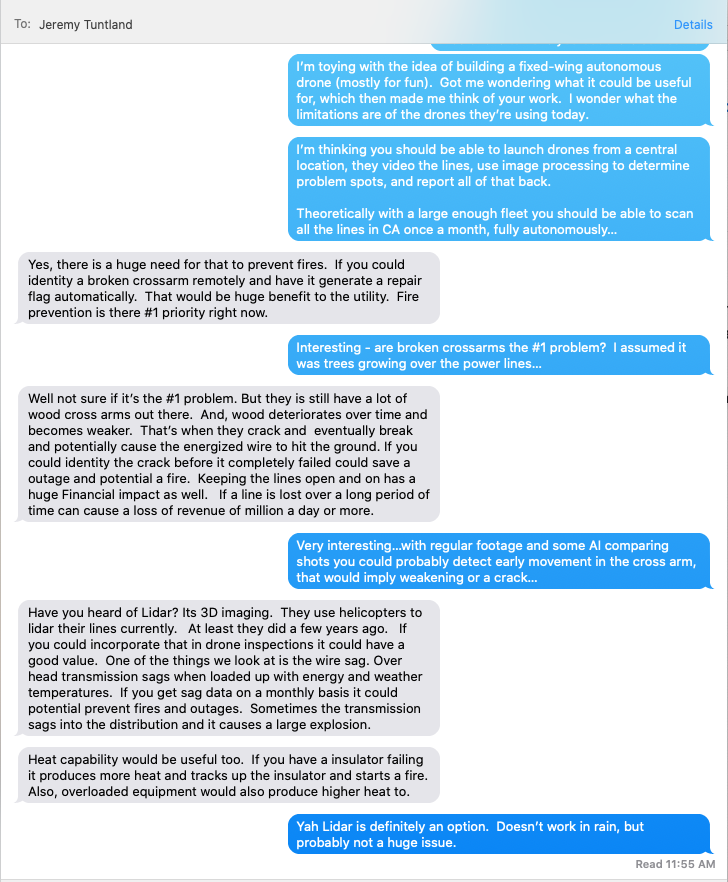 To: Jeremy Tuntland
Details
I'm toying with the idea of building a fixed-wing autonomous
drone (mostly for fun).  Got me wondering what it could be useful
for, which then made me think of your work.  I wonder what the
limitations are of the drones they're using today.
I'm thinking you should be able to launch drones from a central
location, they video the lines, use image processing to determine
problem spots, and report all of that back.
Theoretically with a large enough fleet you should be able to scan
all the lines in CA once a month, fully autonomously...
Yes, there is a huge need for that to prevent fires.  If you could
identity a broken crossarm remotely and have it generate a repair
flag automatically.  That would be huge benefit to the utility.  Fire
prevention is there #1 priority right now.
Interesting - are broken crossarms the #1 problem?  I assumed it
was trees growing over the power lines...
Well not sure if it's the #1 problem. But they is still have a lot of
wood cross arms out there.  And, wood deteriorates over time and
becomes weaker.  That's when they crack and  eventually break
and potentially cause the energized wire to hit the ground. If you
could identity the crack before it completely failed could save a
outage and potential a fire.  Keeping the lines open and on has a
huge Financial impact as well.   If a line is lost over a long period of
time can cause a loss of revenue of million a day or more.
Very interesting...with regular footage and some AI comparing
shots you could probably detect early movement in the cross arm,
that would imply weakening or a crack...
Have you heard of Lidar? Its 3D imaging.  They use helicopters to
lidar their lines currently.   At least they did a few years ago.   If
you could incorporate that in drone inspections it could have a
good value.  One of the things we look at is the wire sag. Over
head transmission sags when loaded up with energy and weather
temperatures.  If you get sag data on a monthly basis it could
potential prevent fires and outages.  Sometimes the transmission
sags into the distribution and it causes a large explosion.
Heat capability would be useful too.  If you have a insulator failing
it produces more heat and tracks up the insulator and starts a fire.
Also, overloaded equipment would also produce higher heat to.
Yah Lidar is definitely an option.  Doesn't work in rain, but
probably not a huge issue.
Read 11:55 AM